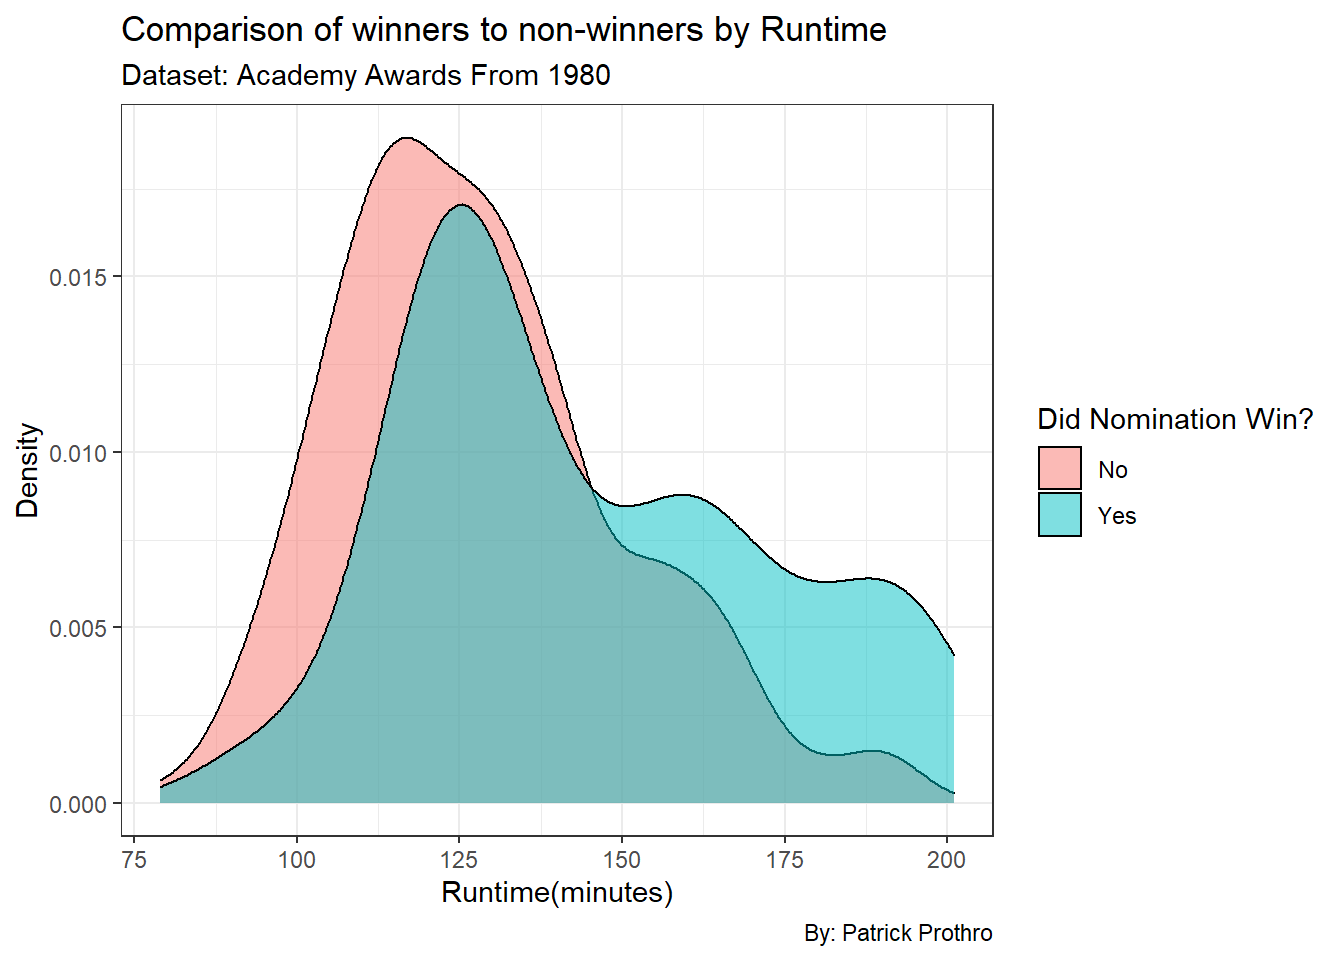 Comparison of winners to non-winners by Runtime
Dataset: Academy Awards From 1980
0.015
0.010
0.005
0.000
Density
75 100 125 150 175 200
Runtime(minutes)
Did Nomination Win?
No
Yes
By: Patrick Prothro